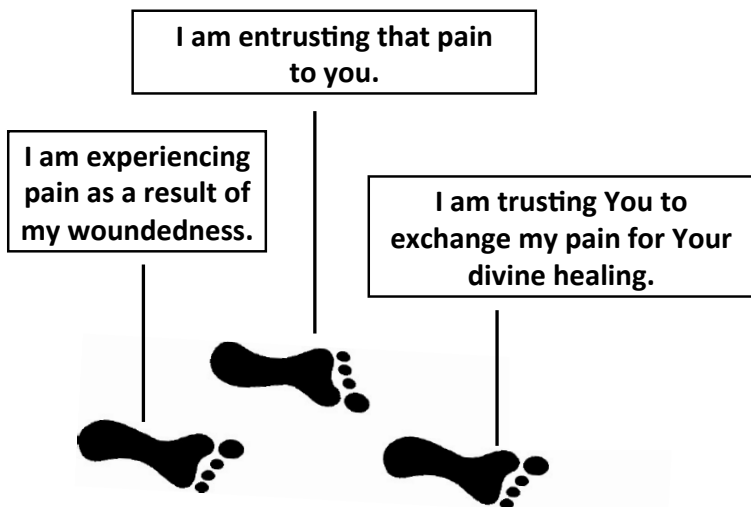 I am experiencing
pain as a result of
my woundedness.
I am entrusting that pain
to you.
I am trusting You to
exchange my pain for Your
divine healing.